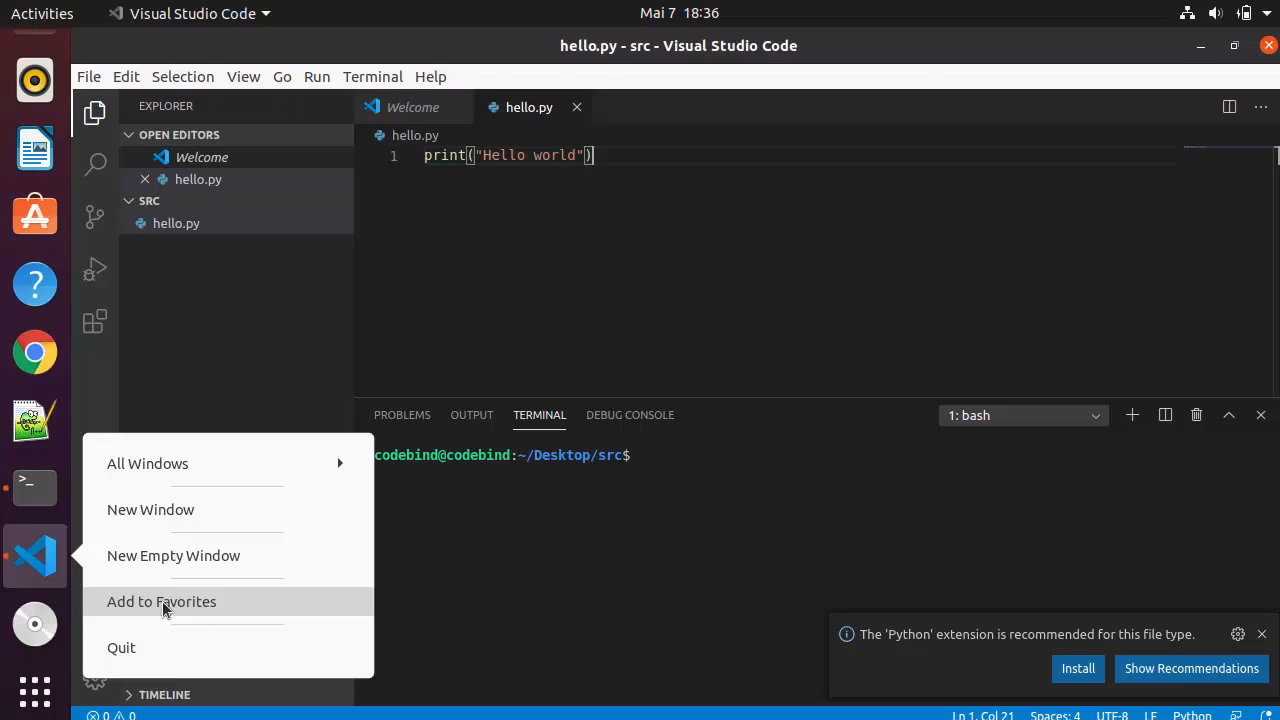 Activities
Visual Studio Code
Mai 7 18:36
hello.py - src - Visual Studio Code
File Edit Selection View Go Run Terminal Help
EXPLORER
OPEN EDITORS
Welcome
hello.py
SRC
hello.py
Welcome
hello.py
hello.py
1 print("Hello world")
PROBLEMS OUTPUT TERMINAL DEBUG CONSOLE
1: bash
codebind@codebind:~/Desktop/src$
All Windows
New Window
New Empty Window
Add to Favorites
Quit
The 'Python' extension is recommended for this file type.
Install
Show Recommendations
TIMELINE
0 0
Ln 1, Col 21 Spaces: 4 UTF-8 LF Python